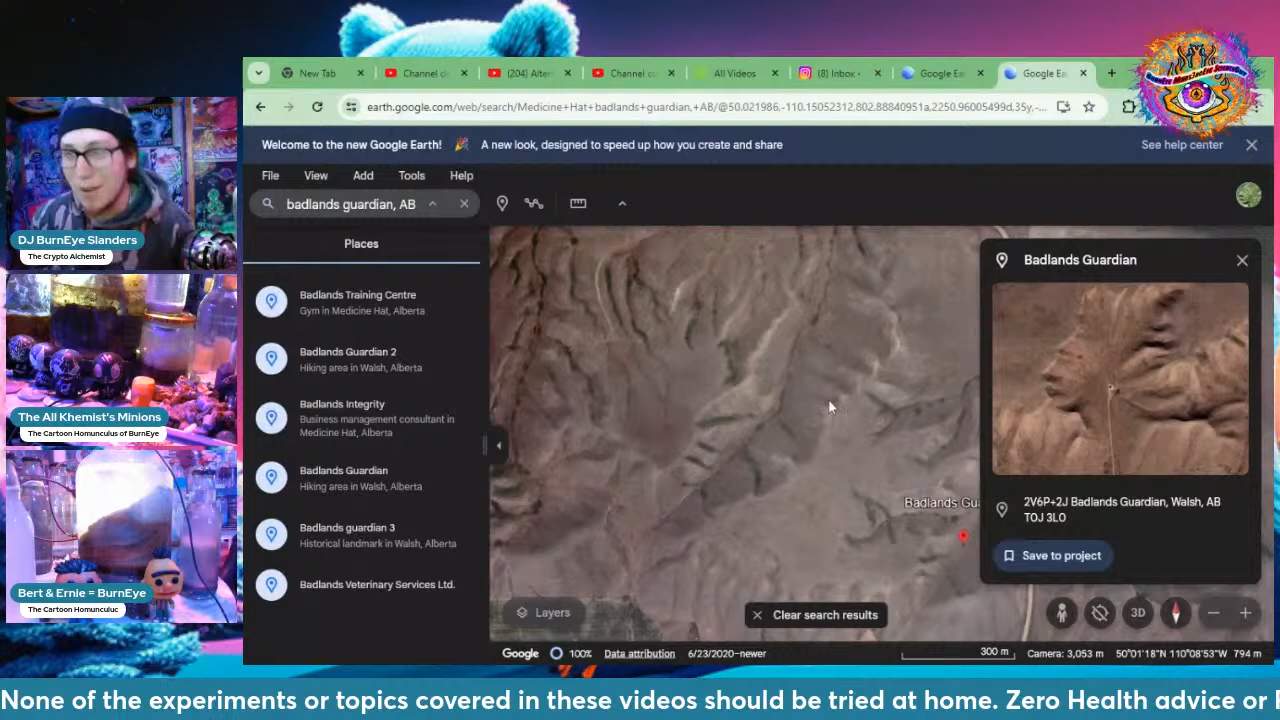 New Tab
Channel c
(204) Alter
Channel c
All Videos
(8) Inbox •
Google Ea
Google Ea
earth.google.com/web/search/Medicine+Hat+badlands+guardian,+AB/@50.021986,-110.15052312,802.88840951a,2250.96005499d,35y,-...
Welcome to the new Google Earth!
A new look, designed to speed up how you create and share
See help center
File
View
Add
Tools
Help
badlands guardian, AB
Places
Badlands Training Centre
Gym in Medicine Hat, Alberta
Badlands Guardian 2
Hiking area in Walsh, Alberta
Badlands Integrity
Business management consultant in
Medicine Hat, Alberta
Badlands Guardian
Hiking area in Walsh, Alberta
Badlands guardian 3
Historical landmark in Walsh, Alberta
Badlands Veterinary Services Ltd.
Badlands Gu
Badlands Guardian
2V6P+2J Badlands Guardian, Walsh, AB
T0J 3L0
Save to project
Layers
Clear search results
3D
Google
100%
Data attribution
6/23/2020-newer
300 m
Camera: 3,053 m
50°01'18"N 110°08'53"W
794 m
DJ BurnEye Slanders
The Crypto Alchemist
The All Khemist's Minions
The Cartoon Homunculus of BurnEye
Bert & Ernie = BurnEye
The Cartoon Homunculuc
None of the experiments or topics covered in these videos should be tried at home. Zero Health advice or